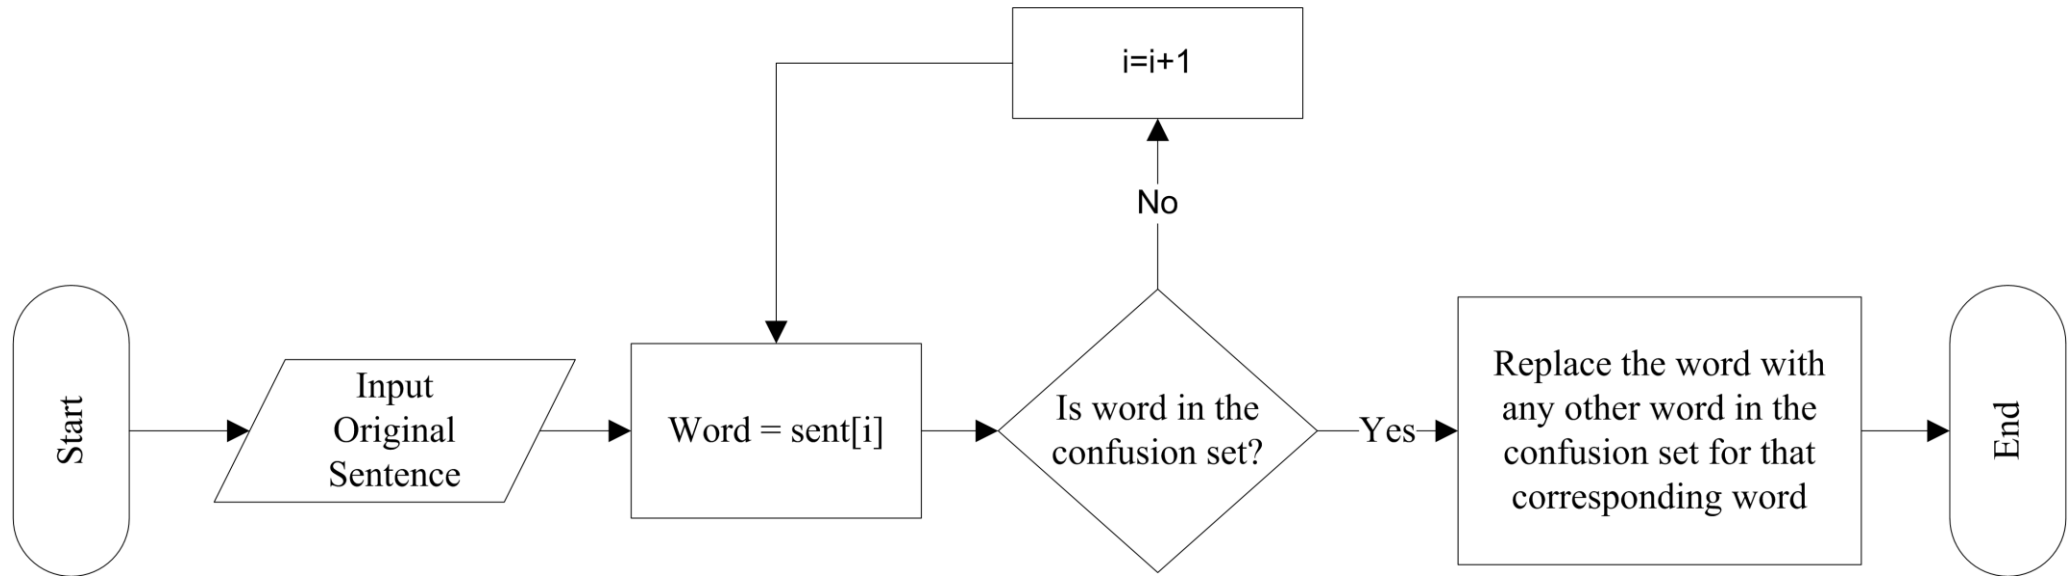 Start
Input
Original
Sentence
Word = sent[i]
i=i+1
No
Is word in the
confusion set?
Yes
Replace the word with
any other word in the
confusion set for that
corresponding word
End